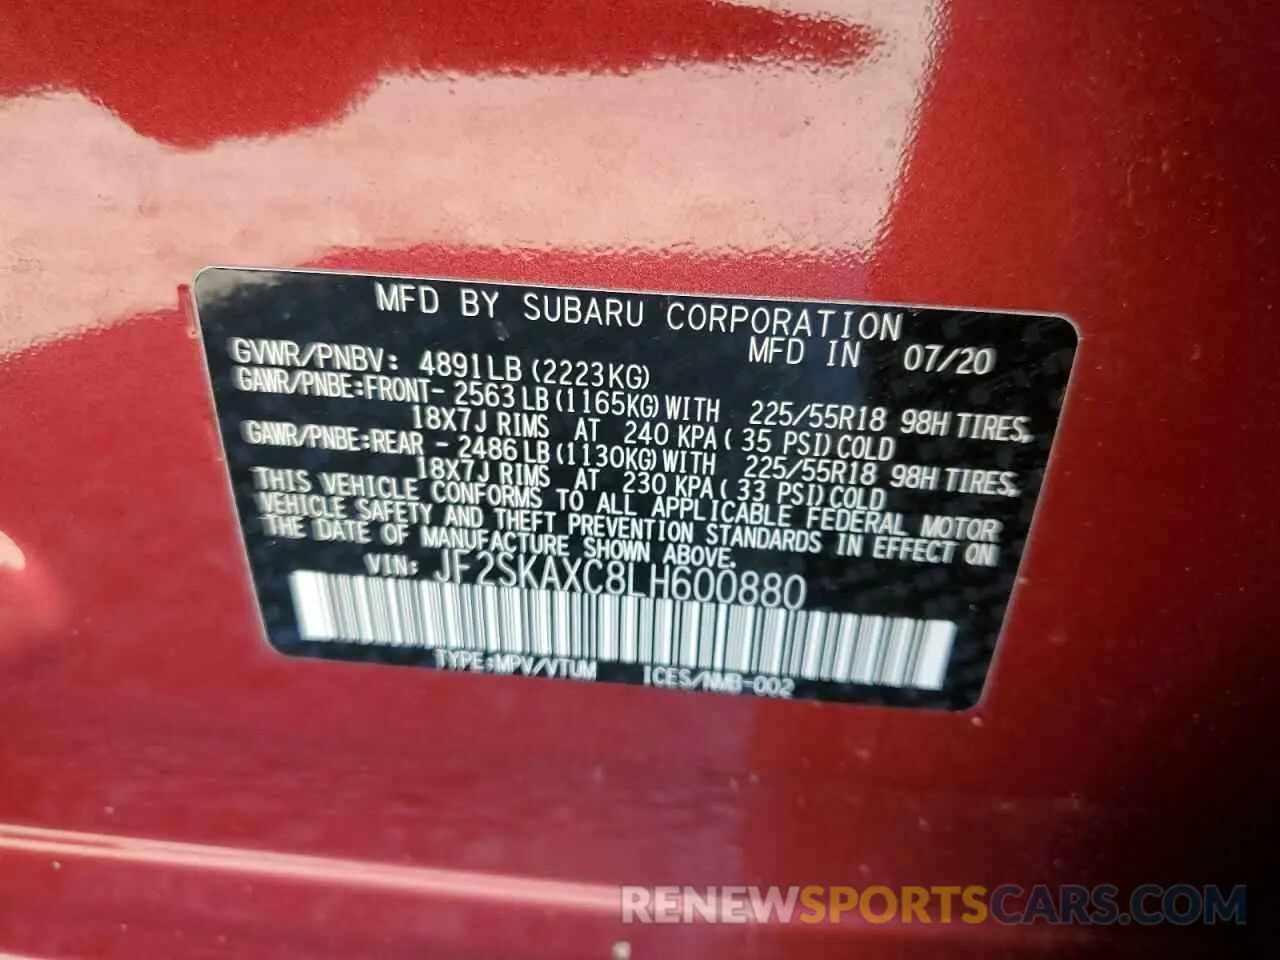 MFD BY SUBARU CORPORATION
MFD IN 07/20
GVWR/PNBV: 4891LB (2223KG)
GAWR/PNBE:FRONT- 2563LB (1165KG) WITH 225/55R18 98H TIRES,
18X7J RIMS AT 240 KPA ( 35 PSI) COLD
GAWR/PNBE:REAR - 2486LB (1130KG) WITH 225/55R18 98H TIRES,
18X7J RIMS AT 230 KPA ( 33 PSI) COLD
THIS VEHICLE CONFORMS TO ALL APPLICABLE FEDERAL MOTOR
VEHICLE SAFETY AND THEFT PREVENTION STANDARDS IN EFFECT ON
THE DATE OF MANUFACTURE SHOWN ABOVE.
VIN: JF2SKAXC8LH600880
TYPE:MPV/VTUM ICES/NMB-002
RENEWSPORTSCARS.COM